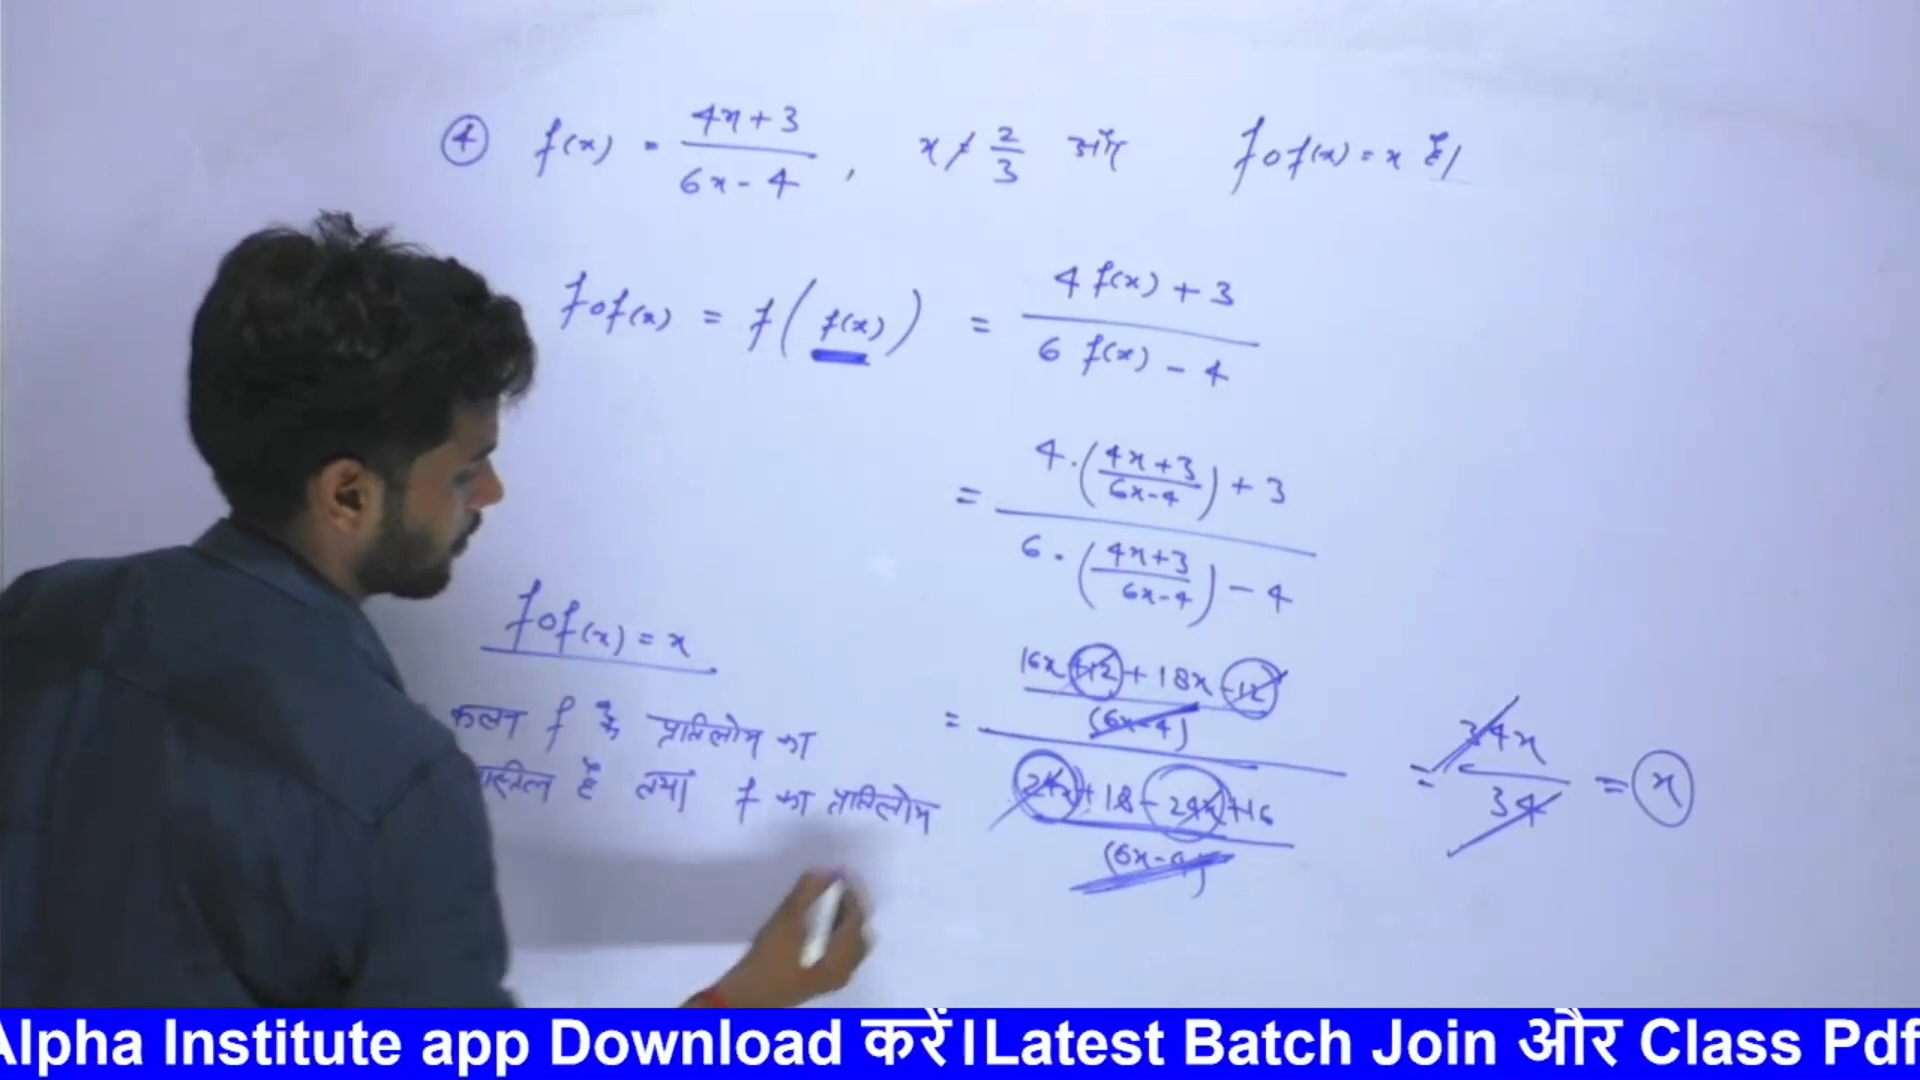 ④ f(x) = (4x+3)/(6x-4), x ≠ 2/3 और fof(x) = x है।
fof(x) = f(f(x)) = (4f(x)+3)/(6f(x)-4)
= (4·((4x+3)/(6x-4))+3)/(6·((4x+3)/(6x-4))-4)
= ((16x+12+18x-12)/(6x-4))/((24x+18-24x+16)/(6x-4)) = 34x/34 = x
fof(x) = x
कलन f के प्रतिलोम का
है तथा f का प्रतिलोम
Alpha Institute app Download करें।Latest Batch Join और Class Pdf